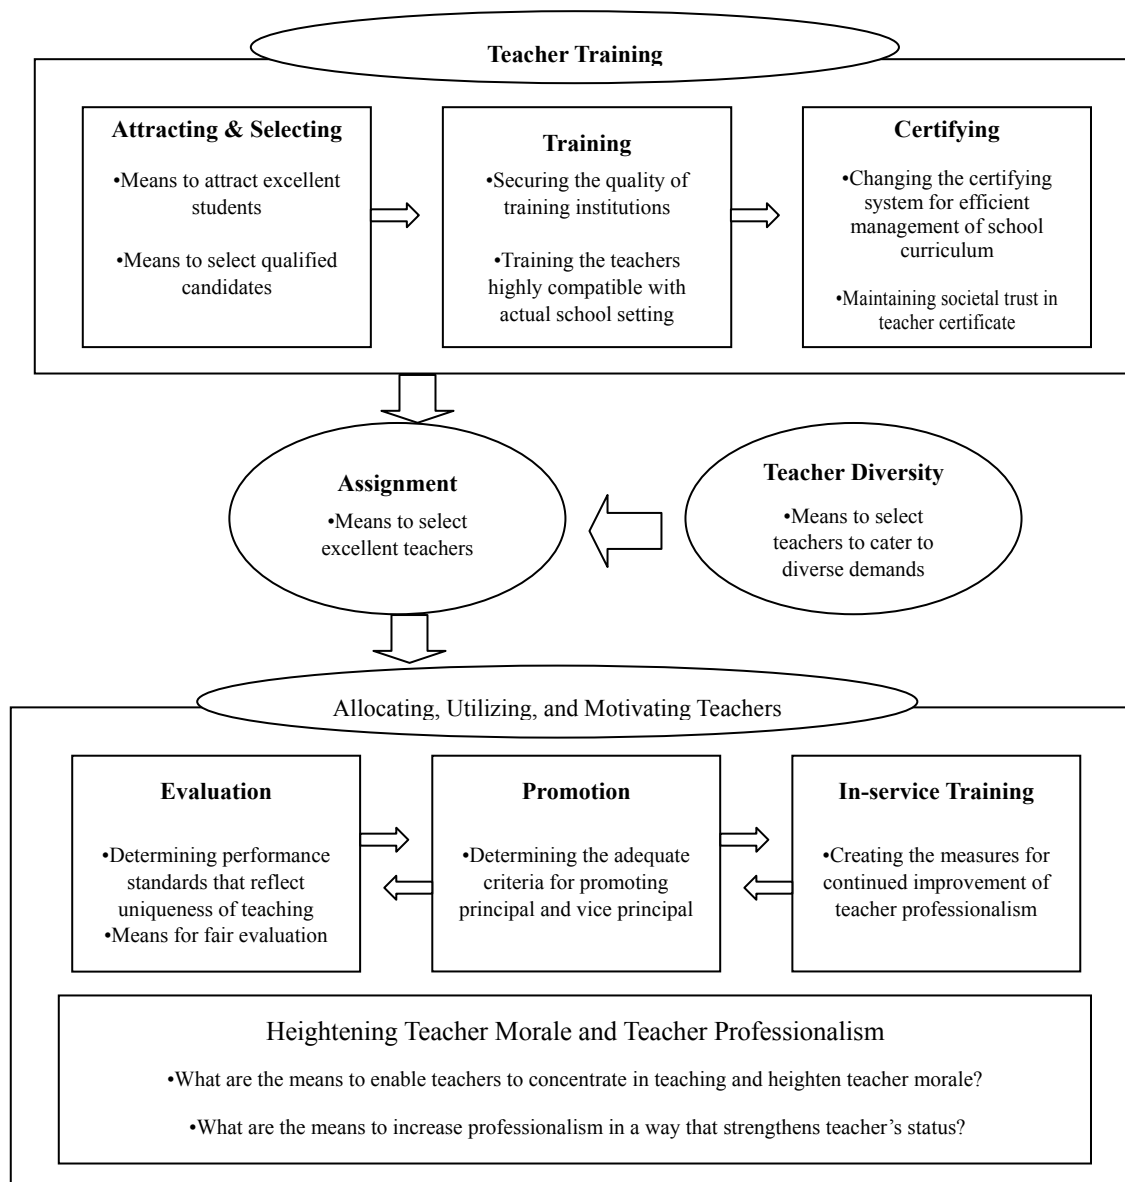 Teacher Training
Attracting & Selecting
•Means to attract excellent
students
•Means to select qualified
candidates
Training
•Securing the quality of
training institutions
•Training the teachers
highly compatible with
actual school setting
Certifying
•Changing the certifying
system for efficient
management of school
curriculum
•Maintaining societal trust in
teacher certificate
Assignment
•Means to select
excellent teachers
Teacher Diversity
•Means to select
teachers to cater to
diverse demands
Allocating, Utilizing, and Motivating Teachers
Evaluation
•Determining performance
standards that reflect
uniqueness of teaching
•Means for fair evaluation
Promotion
•Determining the adequate
criteria for promoting
principal and vice principal
In-service Training
•Creating the measures for
continued improvement of
teacher professionalism
Heightening Teacher Morale and Teacher Professionalism
•What are the means to enable teachers to concentrate in teaching and heighten teacher morale?
•What are the means to increase professionalism in a way that strengthens teacher’s status?